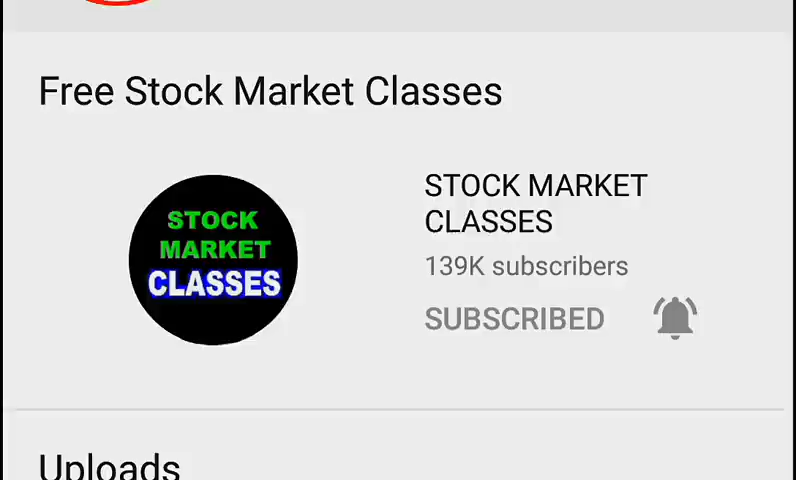 Free Stock Market Classes
STOCK
MARKET
CLASSES
STOCK MARKET
CLASSES
139K subscribers
SUBSCRIBED
Uploads